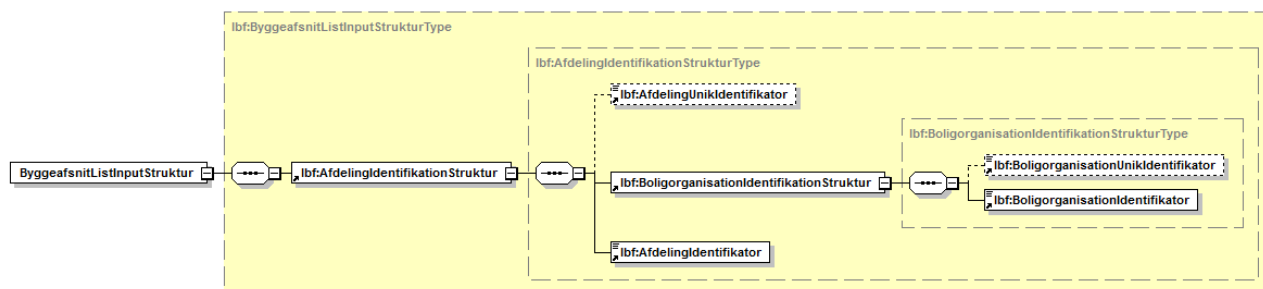 lbf:ByggeafsnitListInputStrukturType
lbf:AfdelingIdentifikationStrukturType
lbf:AfdelingUnikIdentifikator
lbf:BoligorganisationIdentifikationStrukturType
lbf:BoligorganisationUnikIdentifikator
ByggeafsnitListInputStruktur
lbf:AfdelingIdentifikationStruktur
lbf:BoligorganisationIdentifikationStruktur
lbf:BoligorganisationIdentifikator
lbf:AfdelingIdentifikator